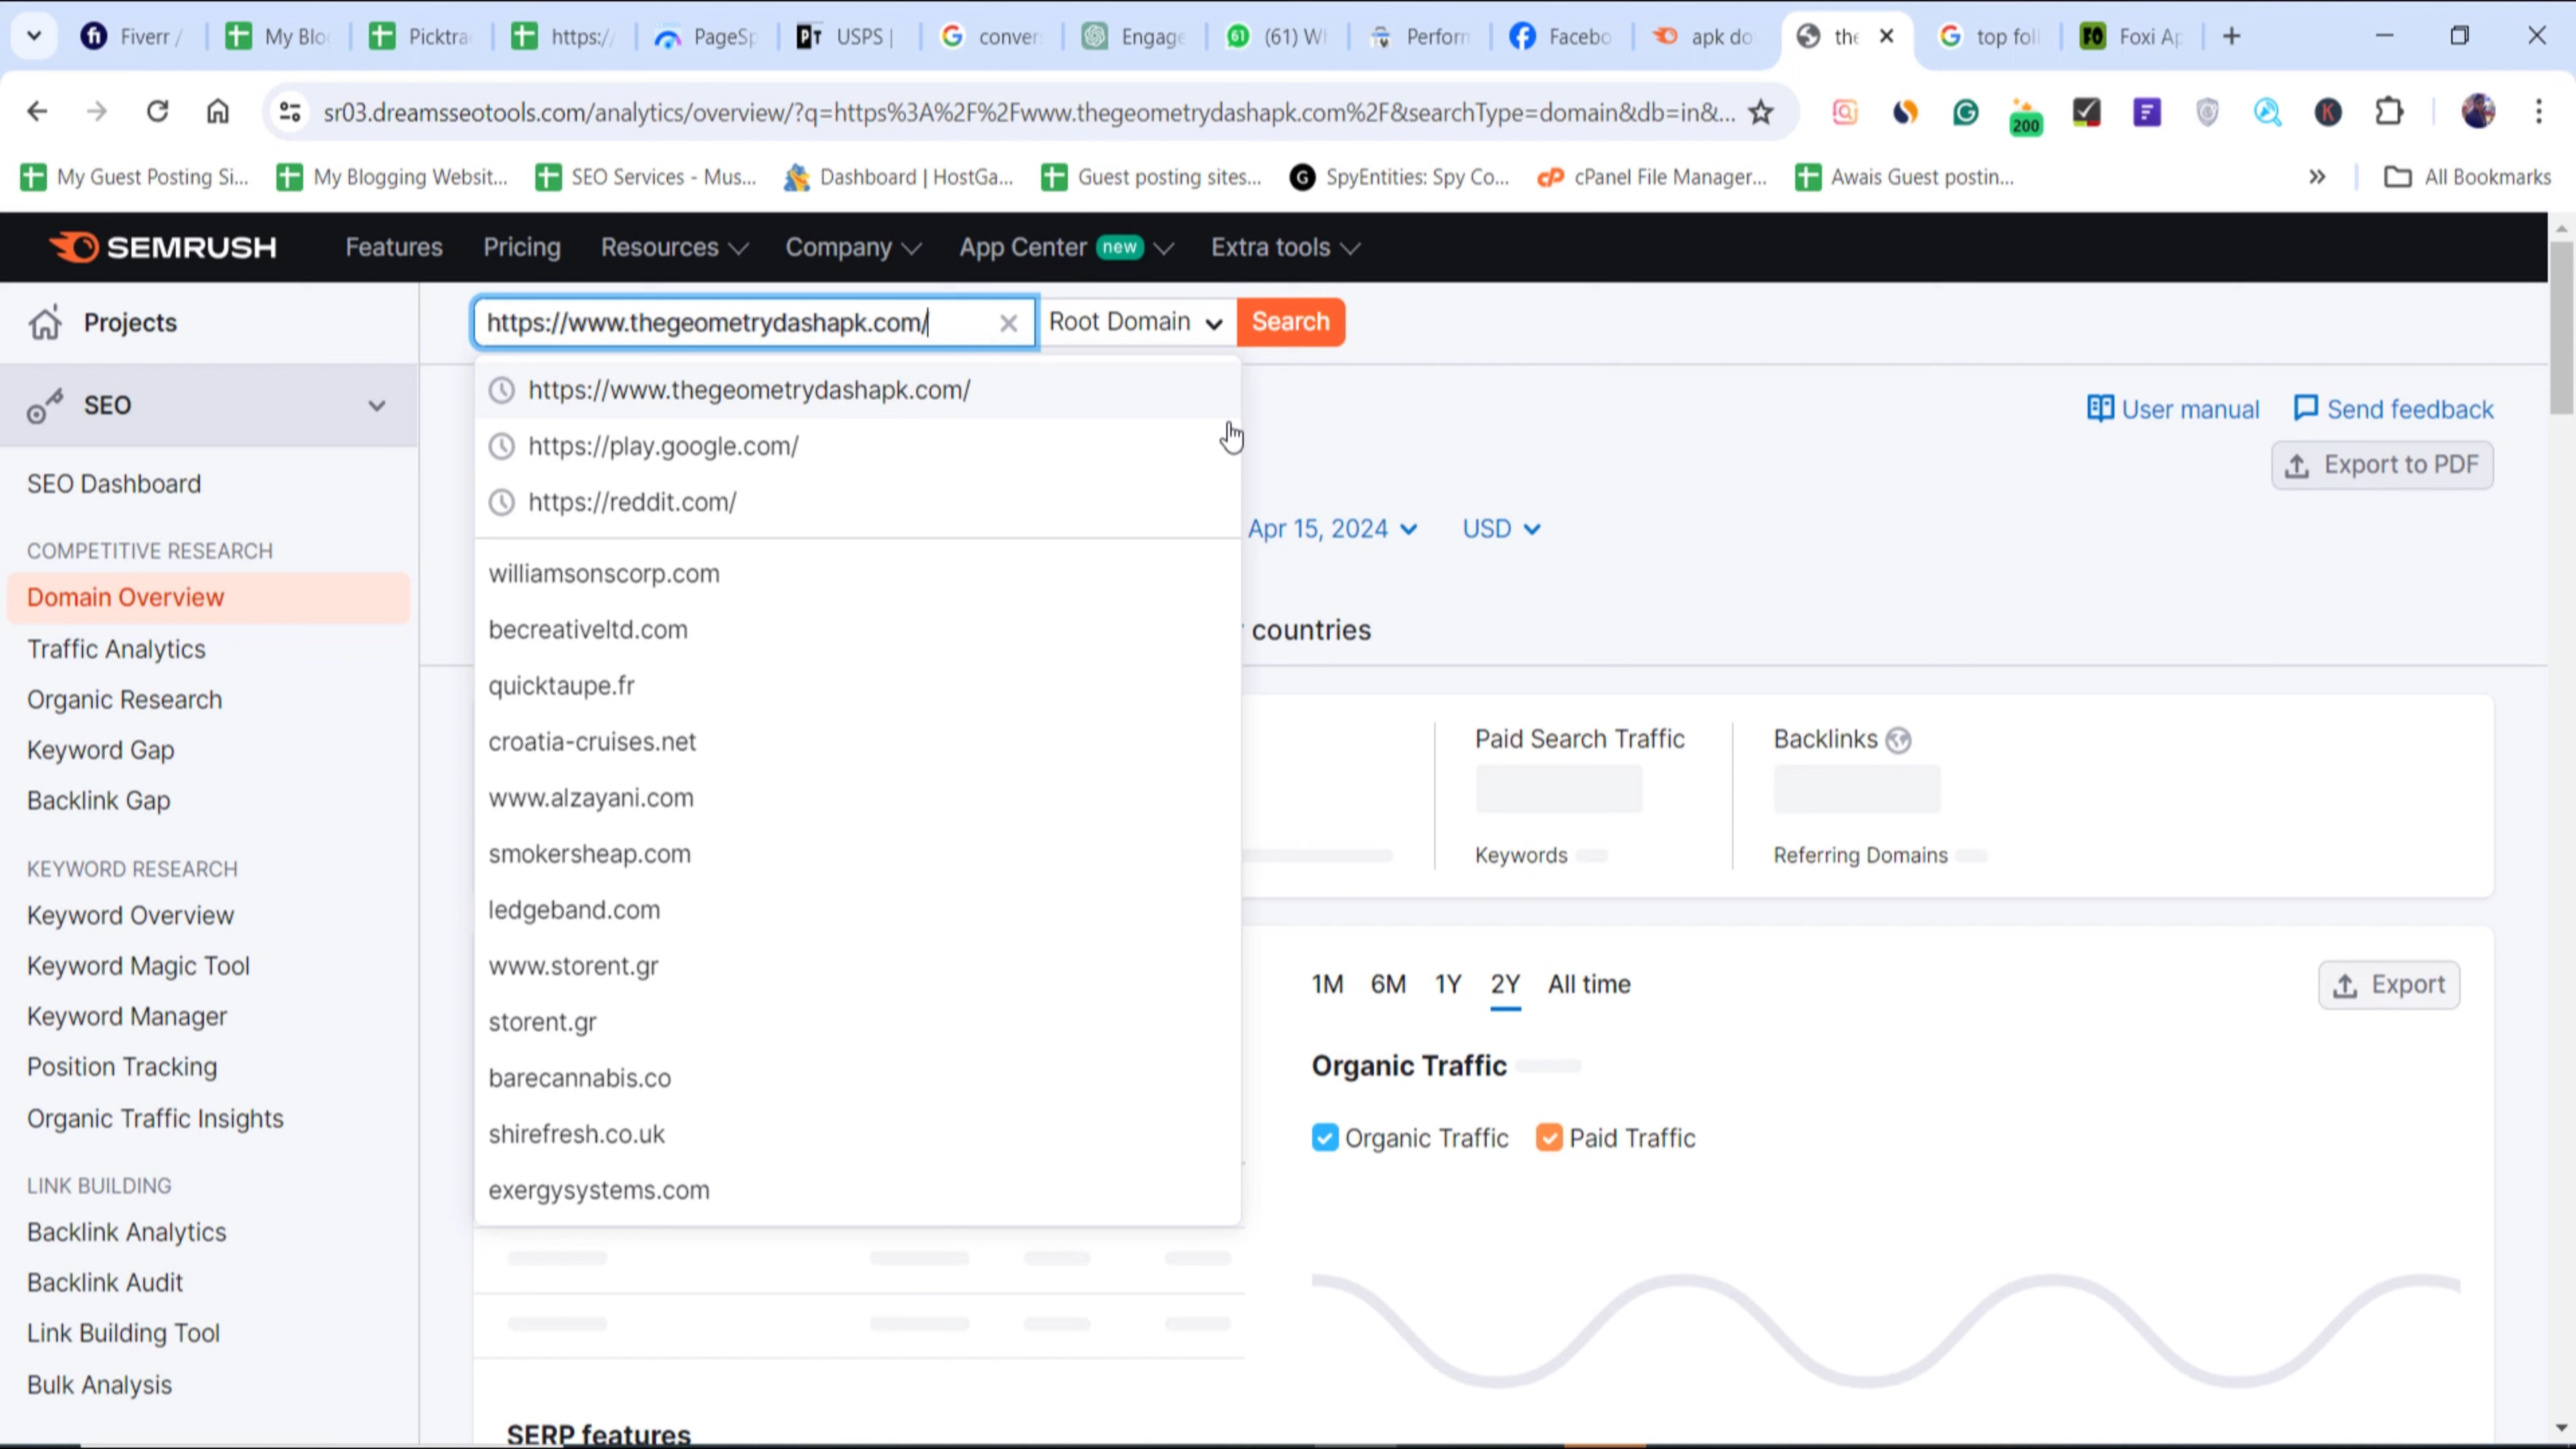 Fiverr /
My Blo
Picktra
https:/
PageSp
USPS |
conver
Engage
(61) W
Perform
Facebo
apk do
the
top foll
Foxi Ap
sr03.dreamsseotools.com/analytics/overview/?q=https%3A%2F%2Fwww.thegeometrydashapk.com%2F&searchType=domain&db=in&...
200
My Guest Posting Si...
My Blogging Websit...
SEO Services - Mus...
Dashboard | HostGa...
Guest posting sites...
SpyEntities: Spy Co...
cPanel File Manager...
Awais Guest postin...
All Bookmarks
SEMRUSH
Features
Pricing
Resources
Company
App Center new
Extra tools
Projects
https://www.thegeometrydashapk.com/
Root Domain
Search
SEO
https://www.thegeometrydashapk.com/
https://play.google.com/
https://reddit.com/
User manual
Send feedback
Export to PDF
SEO Dashboard
Apr 15, 2024
USD
COMPETITIVE RESEARCH
Domain Overview
Traffic Analytics
Organic Research
Keyword Gap
Backlink Gap
williamsonscorp.com
becreativeltd.com
quicktaupe.fr
croatia-cruises.net
www.alzayani.com
smokersheap.com
ledgeband.com
www.storent.gr
storent.gr
barecannabis.co
shirefresh.co.uk
exergysystems.com
countries
Paid Search Traffic
Keywords
Backlinks
Referring Domains
KEYWORD RESEARCH
Keyword Overview
Keyword Magic Tool
Keyword Manager
Position Tracking
Organic Traffic Insights
1M 6M 1Y 2Y All time
Export
Organic Traffic
Organic Traffic
Paid Traffic
LINK BUILDING
Backlink Analytics
Backlink Audit
Link Building Tool
Bulk Analysis
SERP features